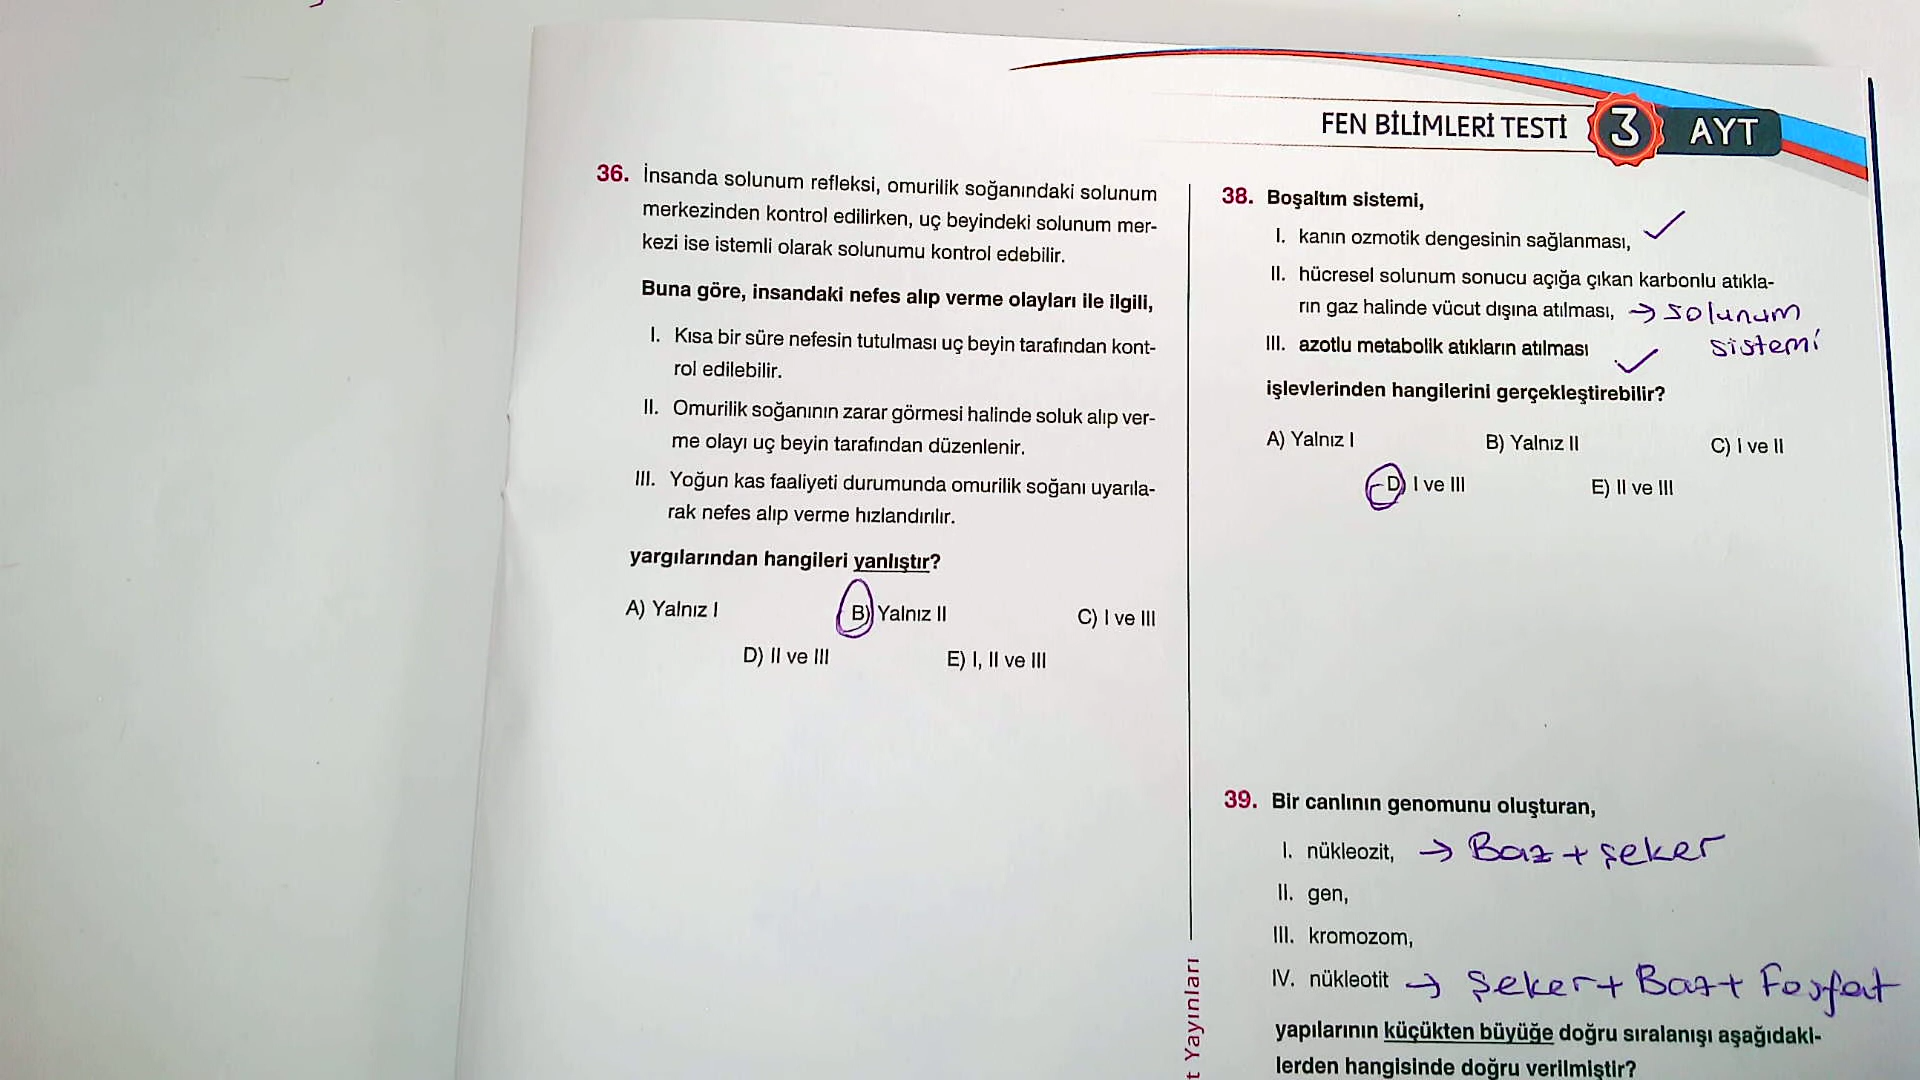 FEN BİLİMLERİ TESTİ 3 AYT
36. İnsanda solunum refleksi, omurilik soğanındaki solunum
merkezinden kontrol edilirken, uç beyindeki solunum mer-
kezi ise istemli olarak solunumu kontrol edebilir.
Buna göre, insandaki nefes alıp verme olayları ile ilgili,
I. Kısa bir süre nefesin tutulması uç beyin tarafından kont-
rol edilebilir.
II. Omurilik soğanının zarar görmesi halinde soluk alıp ver-
me olayı uç beyin tarafından düzenlenir.
III. Yoğun kas faaliyeti durumunda omurilik soğanı uyarıla-
rak nefes alıp verme hızlandırılır.
yargılarından hangileri yanlıştır?
A) Yalnız I B) Yalnız II C) I ve III
D) II ve III E) I, II ve III
38. Boşaltım sistemi,
I. kanın ozmotik dengesinin sağlanması,
II. hücresel solunum sonucu açığa çıkan karbonlu atıkla-
rın gaz halinde vücut dışına atılması, → solunum
sistemi
III. azotlu metabolik atıkların atılması
işlevlerinden hangilerini gerçekleştirebilir?
A) Yalnız I B) Yalnız II C) I ve II
D) I ve III E) II ve III
39. Bir canlının genomunu oluşturan,
I. nükleozit, → Baz + şeker
II. gen,
III. kromozom,
IV. nükleotit → Şeker + Baz + Fosfat
yapılarının küçükten büyüğe doğru sıralanışı aşağıdaki-
lerden hangisinde doğru verilmiştir?
t Yayınları